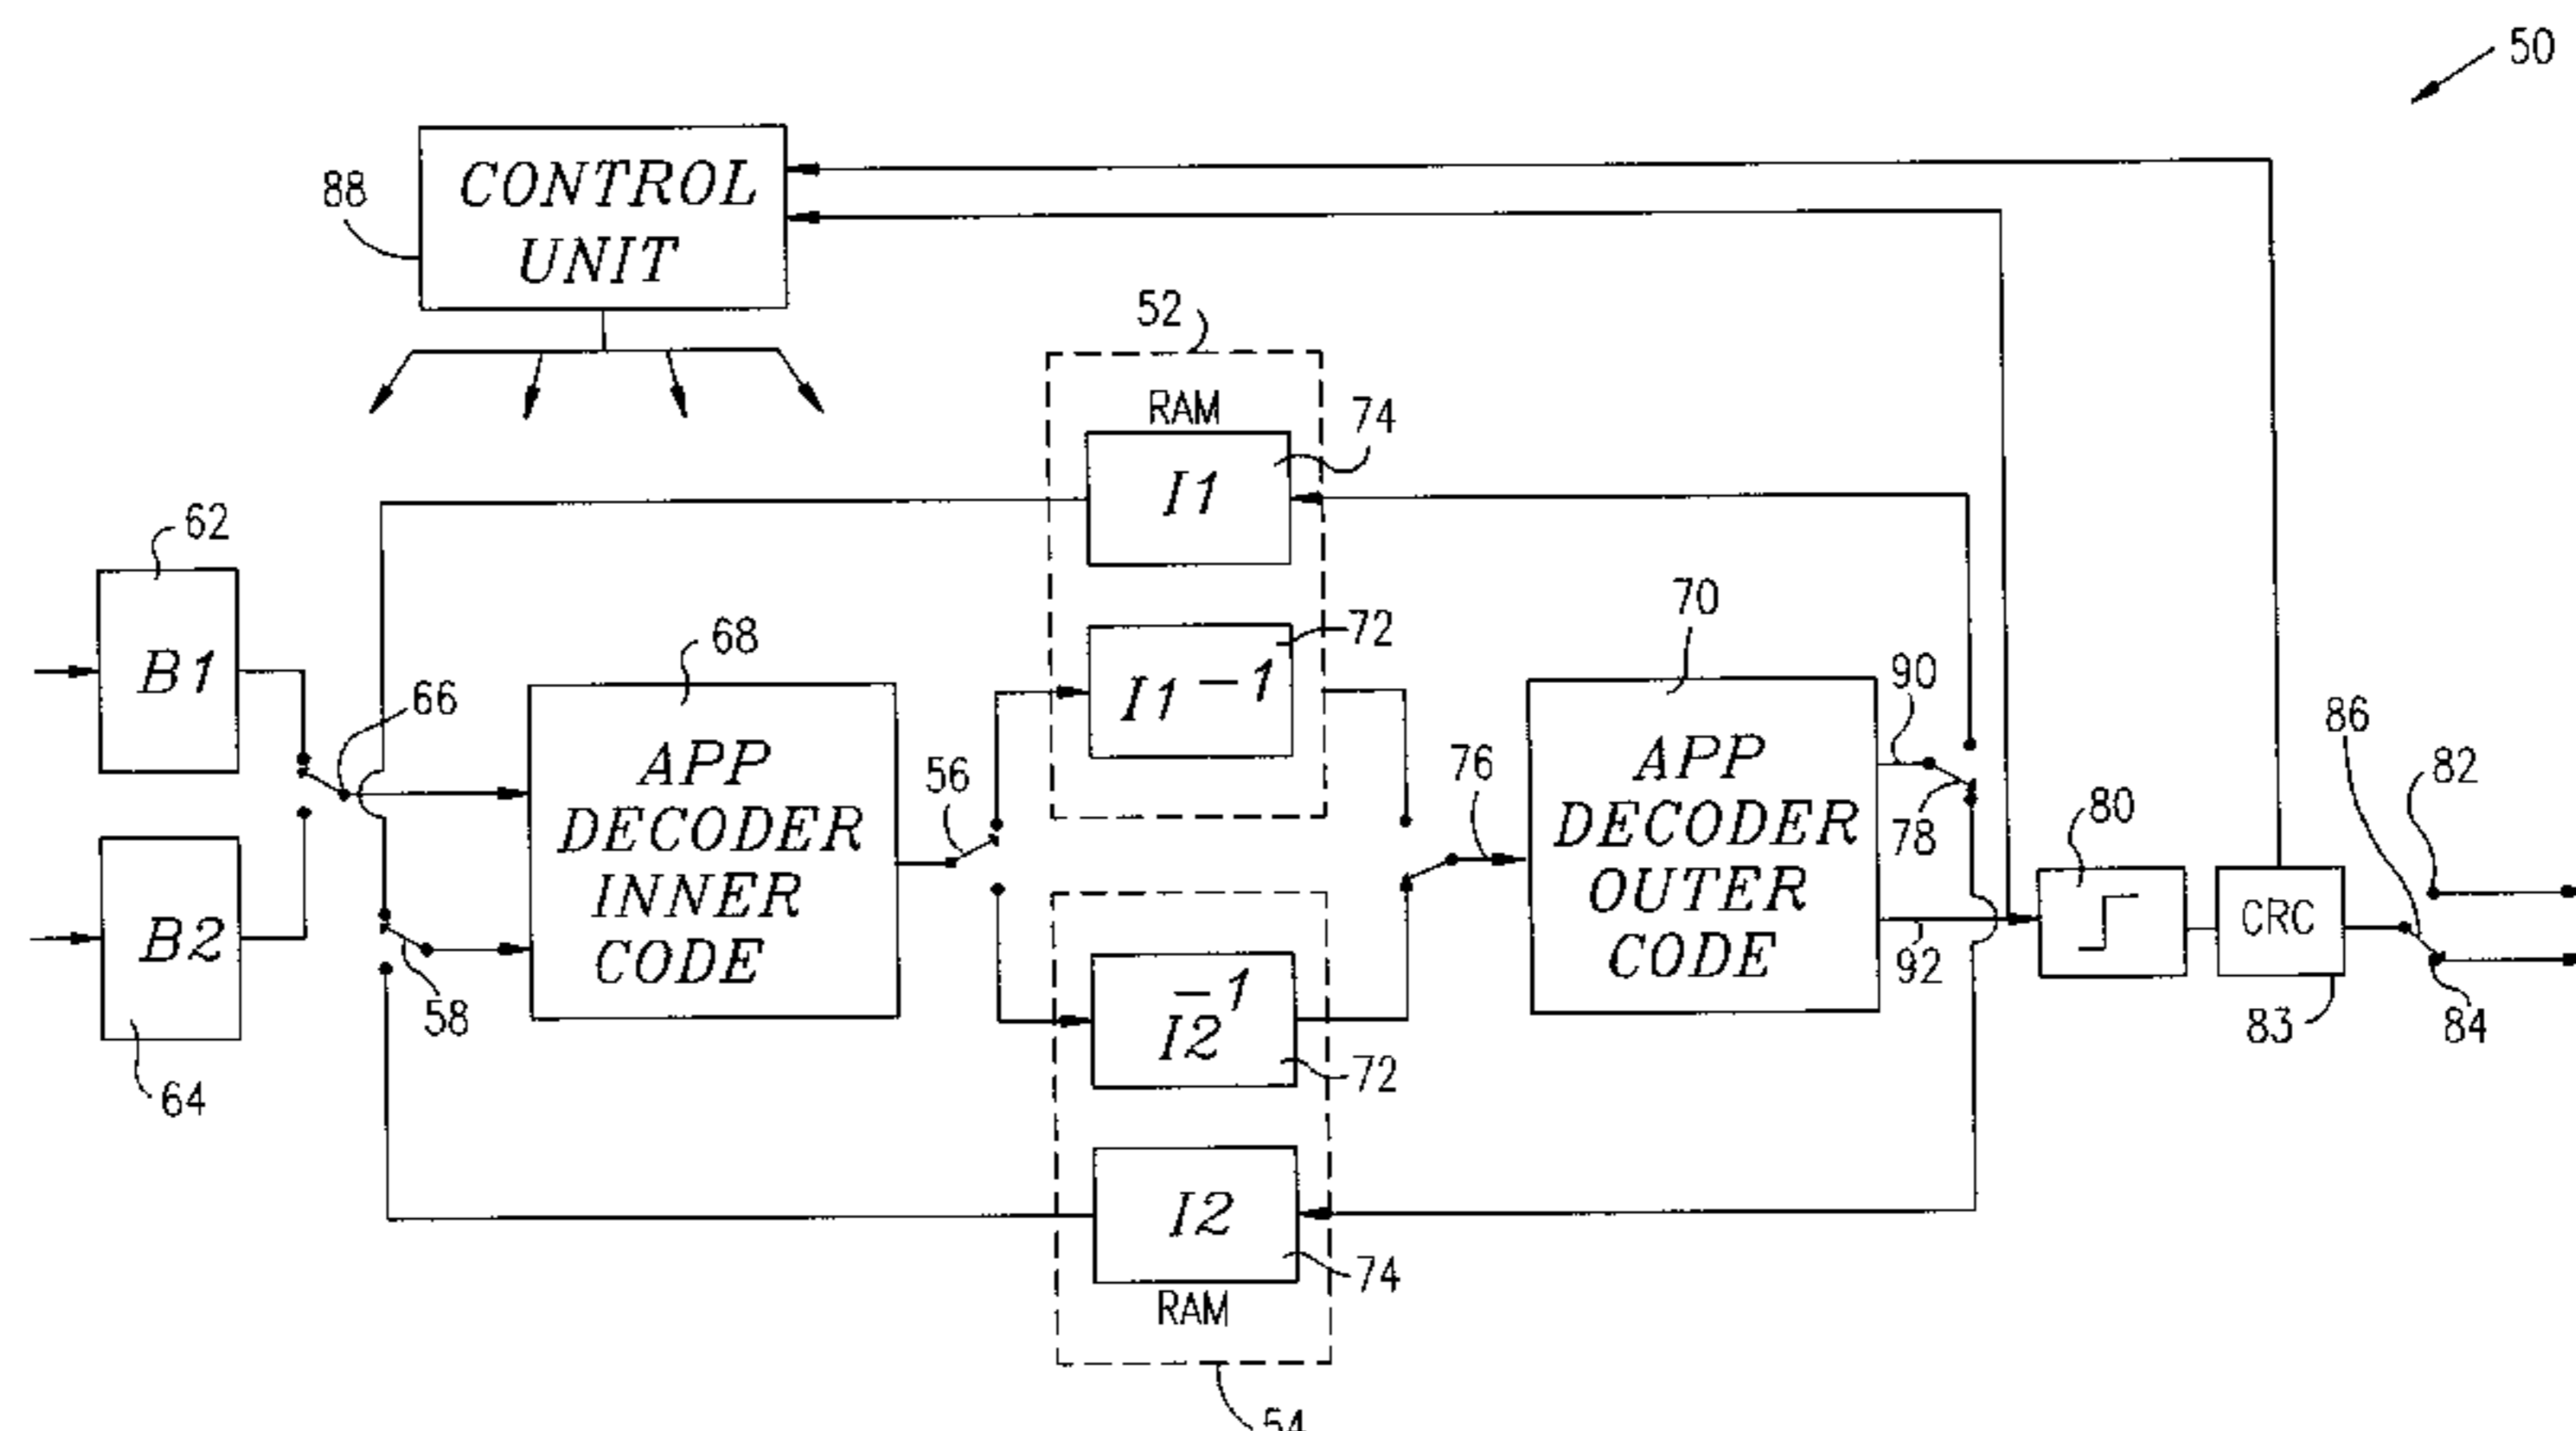 50
CONTROL
UNIT
88
52
RAM
74
I1
62
B1
66
68
APP
DECODER
INNER
CODE
72
I1 -1
70
APP
DECODER
OUTER
CODE
90
78
56
76
86
82
80
CRC
92
83
84
B2
64
58
-1
I2
72
I2
74
RAM
54